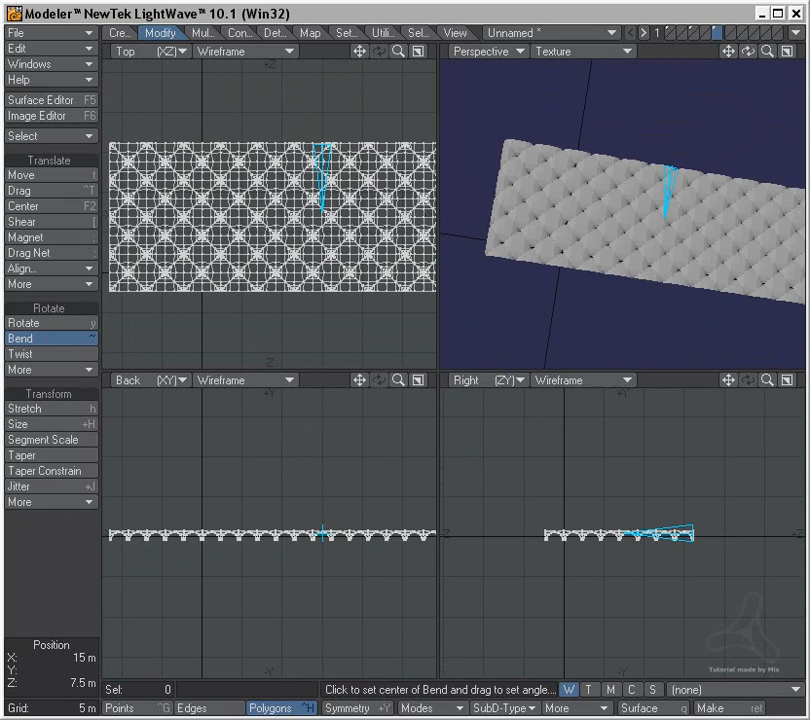 Modeler™ NewTek LightWave™ 10.1 (Win32)
File Cre... Modify Mul... Con... Det... Map Set... Utili... Sel... View Unnamed * 1
Edit Top (XZ) Wireframe Perspective Texture
Windows
Help
Surface Editor F5
Image Editor F6
Select
Translate
Move t
Drag ^T
Center F2
Shear [
Magnet :
Drag Net ;
Align...
More
Rotate
Rotate y
Bend ~
Twist
More
Back (XY) Wireframe Right (ZY) Wireframe
Transform
Stretch h
Size +H
Segment Scale
Taper
Taper Constrain
Jitter +J
More
Position
X: 15 m
Y:
Z: 7.5 m
Tutorial made by Mis
Sel: 0 Click to set center of Bend and drag to set angle.... W T M C S (none)
Grid: 5 m Points ^G Edges Polygons ^H Symmetry +Y Modes SubD-Type More Surface q Make ret